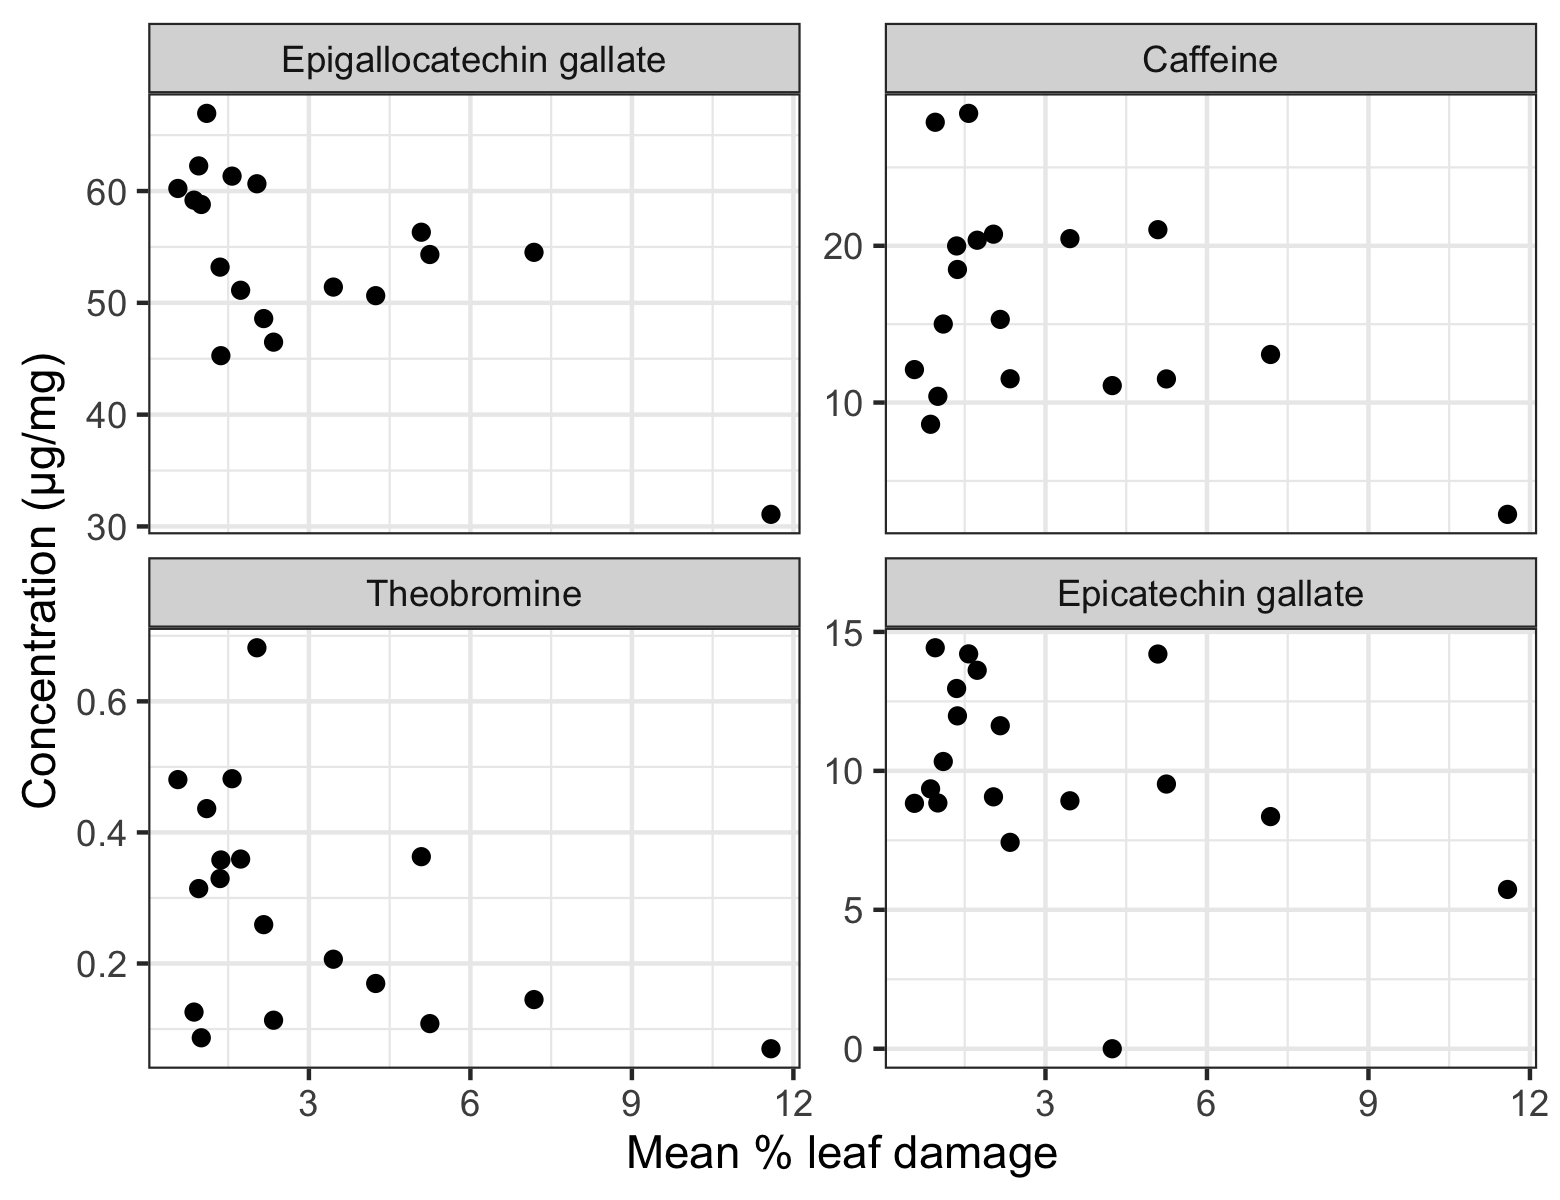 Epigallocatechin gallate
Caffeine
60
50
40
30
20
10
Theobromine
Epicatechin gallate
0.6
0.4
0.2
15
10
5
0
3 6 9 12
3 6 9 12
Concentration (µg/mg)
Mean % leaf damage